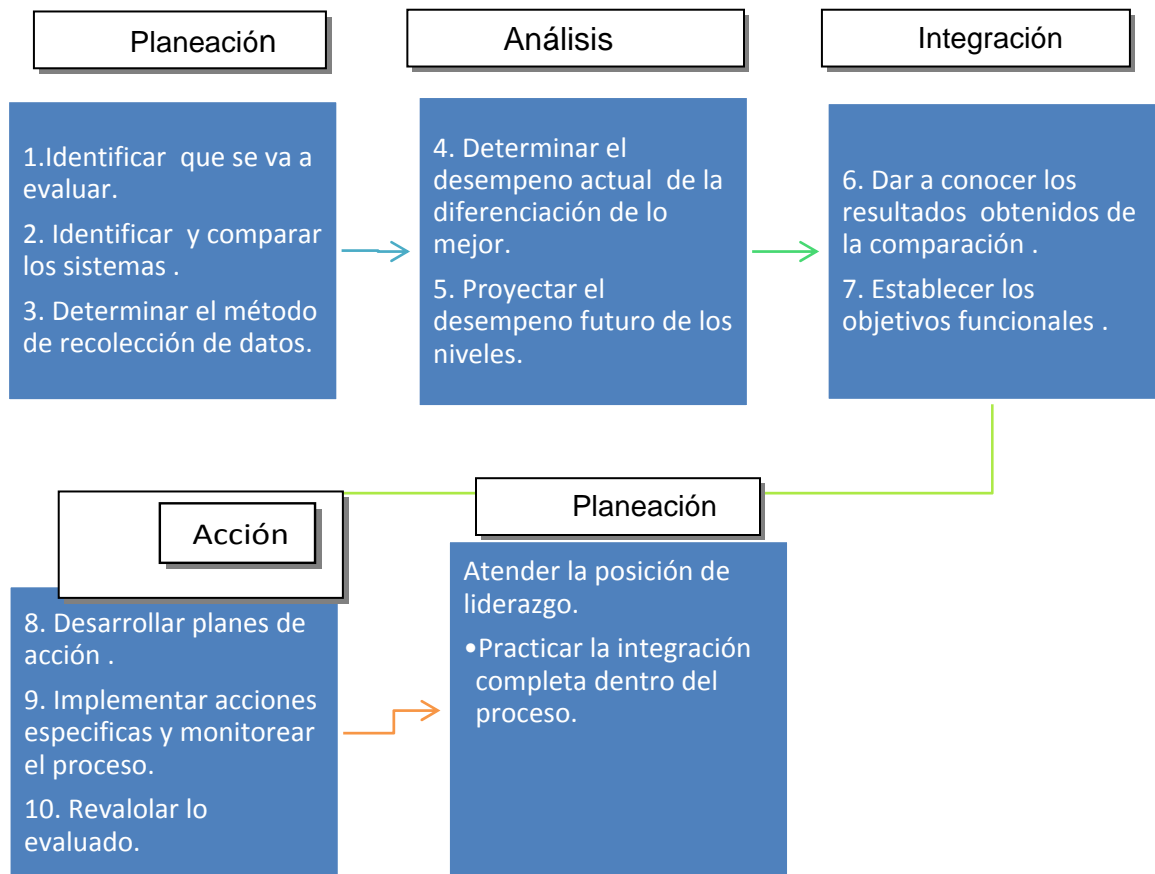 Planeación
Análisis
Integración
1.Identificar que se va a
evaluar.
2. Identificar y comparar
los sistemas .
3. Determinar el método
de recolección de datos.
4. Determinar el
desempeno actual de la
diferenciación de lo
mejor.
5. Proyectar el
desempeno futuro de los
niveles.
6. Dar a conocer los
resultados obtenidos de
la comparación .
7. Establecer los
objetivos funcionales .
Acción
8. Desarrollar planes de
acción .
9. Implementar acciones
especificas y monitorear
el proceso.
10. Revalolar lo
evaluado.
Planeación
Atender la posición de
liderazgo.
•Practicar la integración
completa dentro del
proceso.